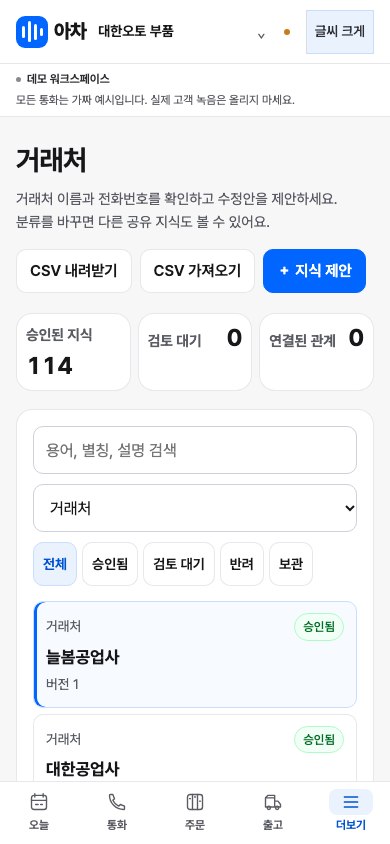 아차 대한오토 부품 글씨 크게
데모 워크스페이스
모든 통화는 가짜 예시입니다. 실제 고객 녹음은 올리지 마세요.
거래처
거래처 이름과 전화번호를 확인하고 수정안을 제안하세요.
분류를 바꾸면 다른 공유 지식도 볼 수 있어요.
CSV 내려받기 CSV 가져오기 + 지식 제안
승인된 지식 114 검토 대기 0 연결된 관계 0
용어, 별칭, 설명 검색
거래처
전체 승인됨 검토 대기 반려 보관
거래처 승인됨
늘봄공업사
버전 1
거래처 승인됨
대한공업사
오늘 통화 주문 출고 더보기